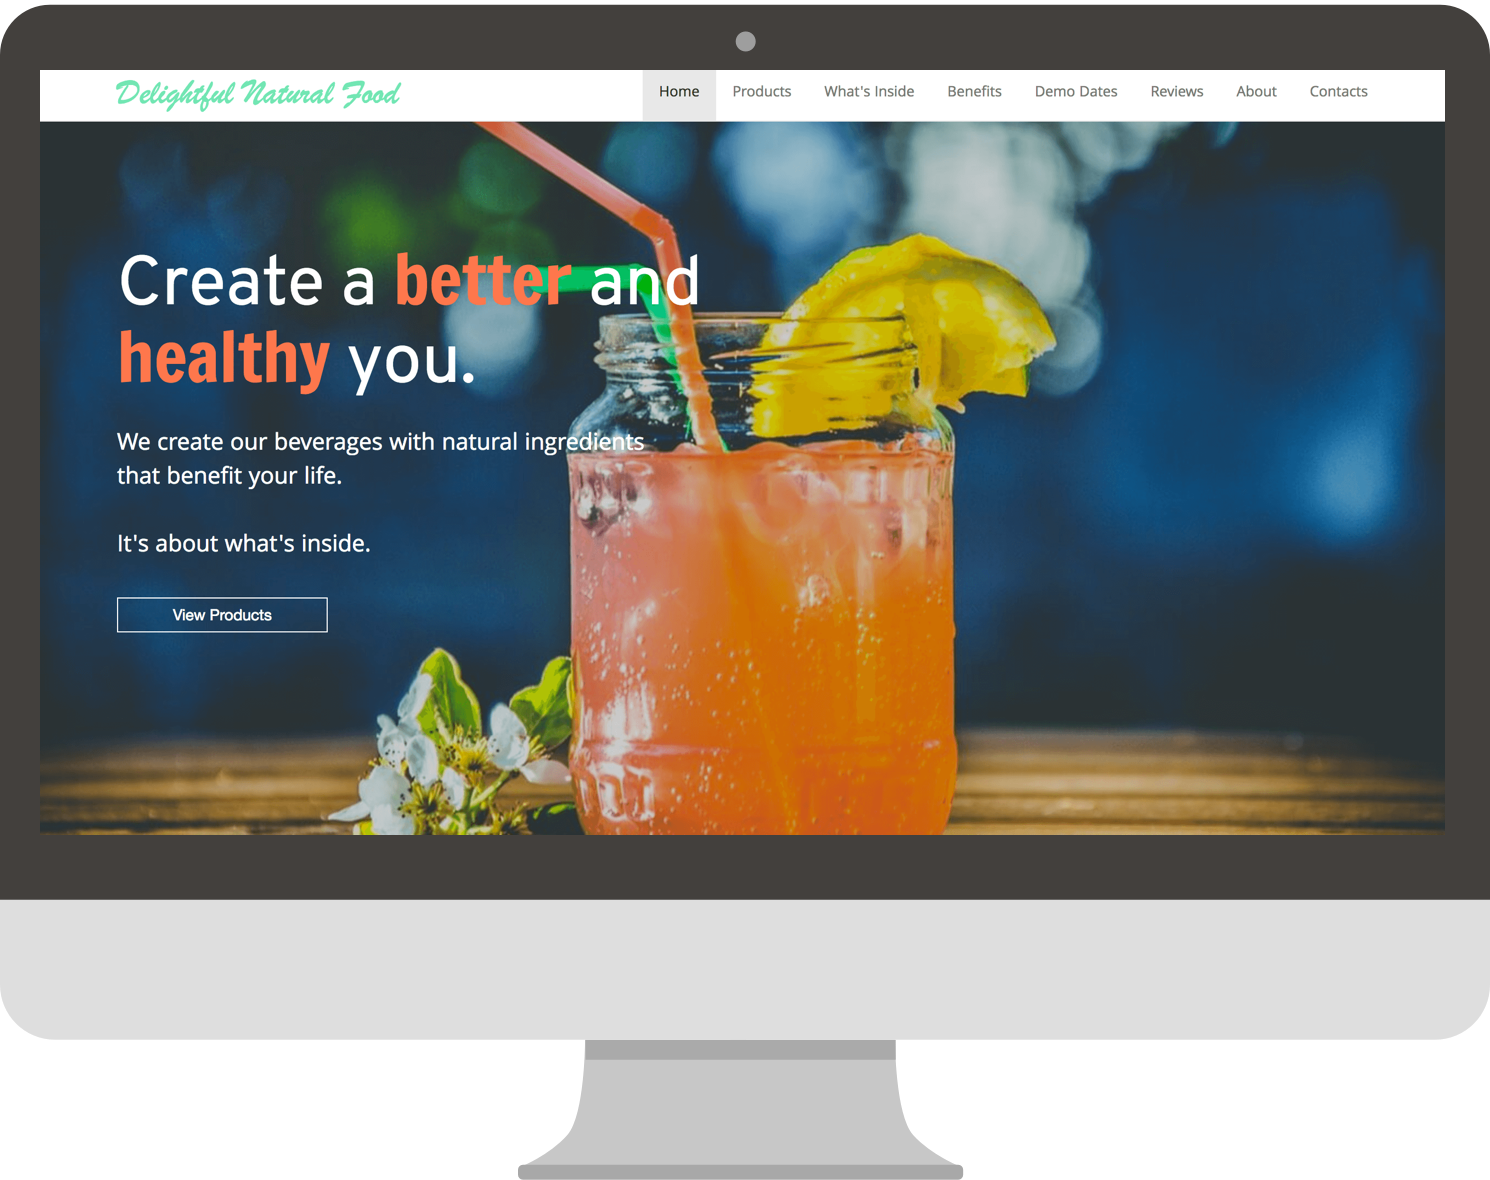 Delightful Natural Food
Home Products What's Inside Benefits Demo Dates Reviews About Contacts
Create a better and
healthy you.
We create our beverages with natural ingredients
that benefit your life.
It's about what's inside.
View Products